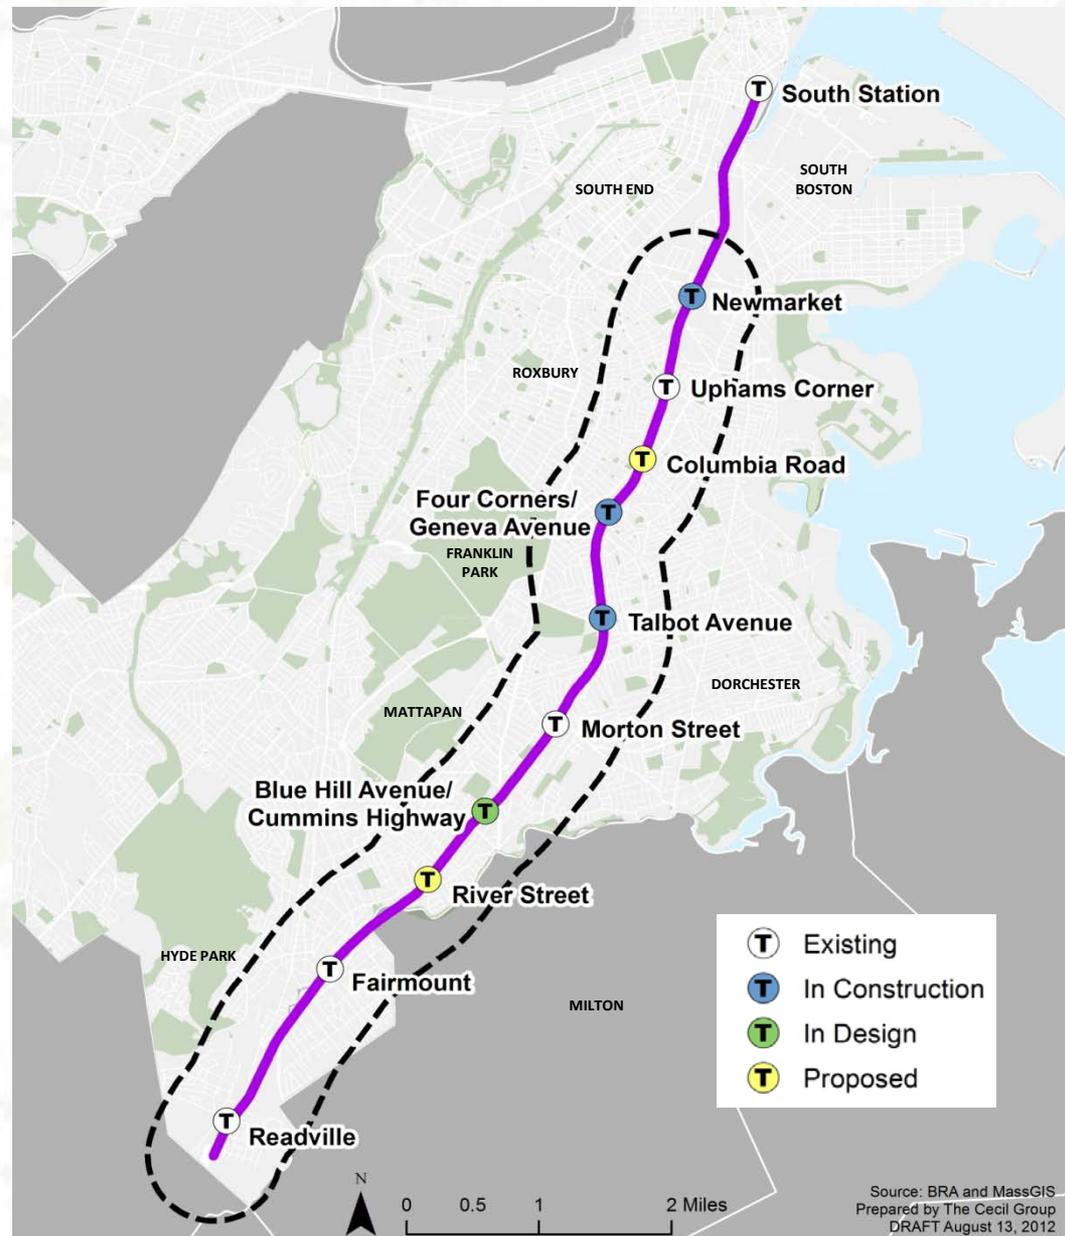 T South Station
SOUTH
BOSTON
SOUTH END
T Newmarket
ROXBURY
T Uphams Corner
T Columbia Road
Four Corners/
Geneva Avenue T
FRANKLIN
PARK
T Talbot Avenue
DORCHESTER
MATTAPAN
T Morton Street
Blue Hill Avenue/
Cummins Highway T
T River Street
HYDE PARK
T Fairmount
MILTON
T Readville
T Existing
T In Construction
T In Design
T Proposed
N
0 0.5 1 2 Miles
Source: BRA and MassGIS
Prepared by The Cecil Group
DRAFT August 13, 2012